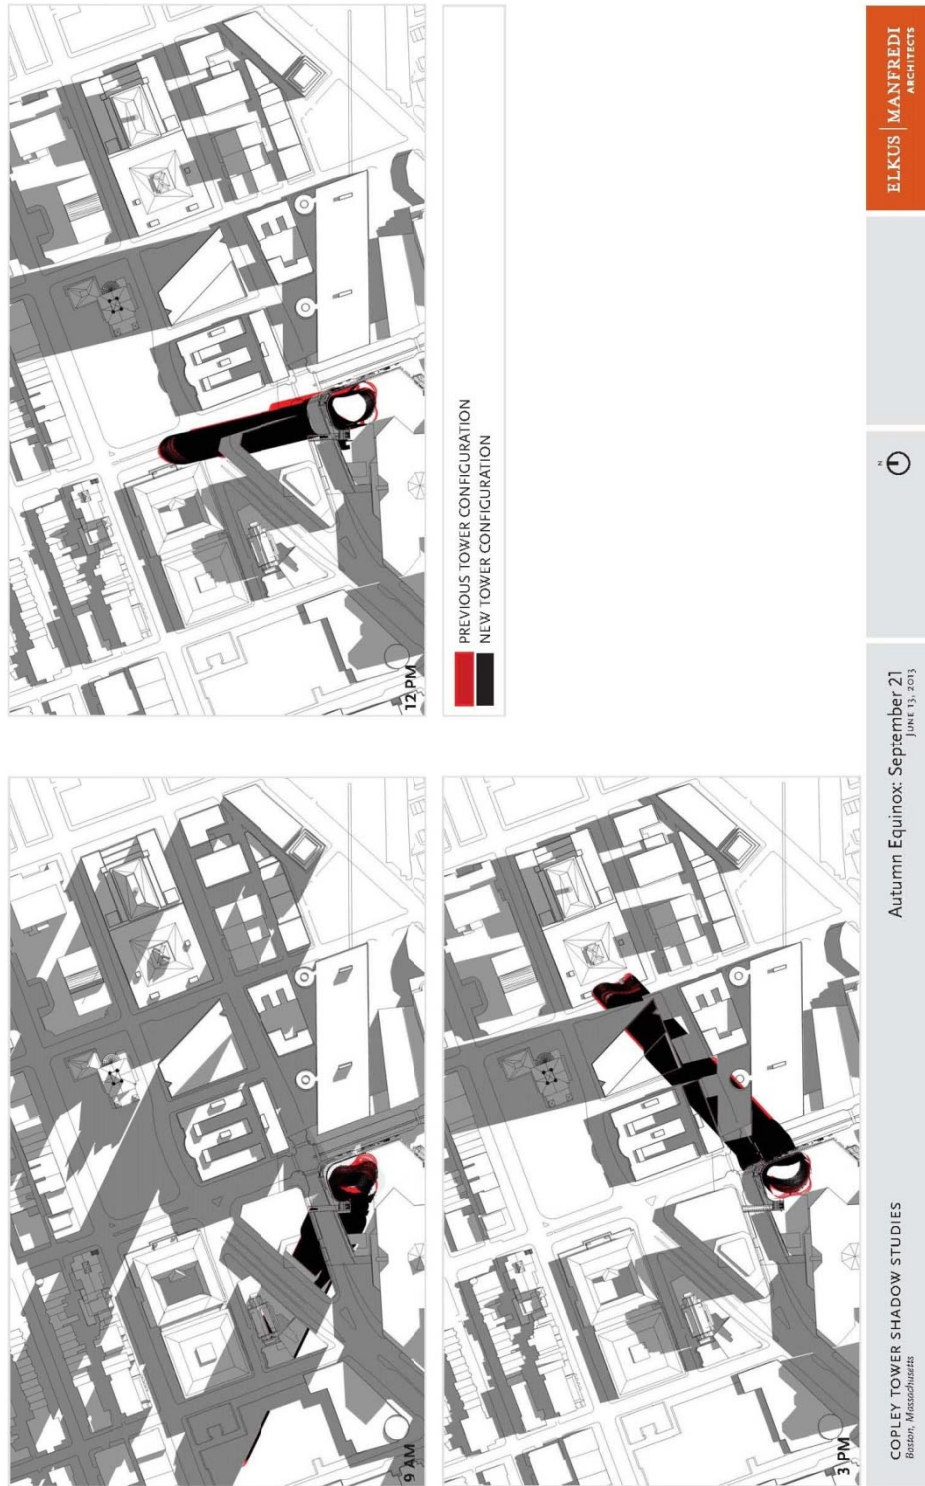 9 AM
12 PM
3 PM
PREVIOUS TOWER CONFIGURATION
NEW TOWER CONFIGURATION
COPLEY TOWER SHADOW STUDIES
Boston, Massachusetts
Autumn Equinox: September 21
JUNE 13, 2013
N
ELKUS | MANFREDI
ARCHITECTS